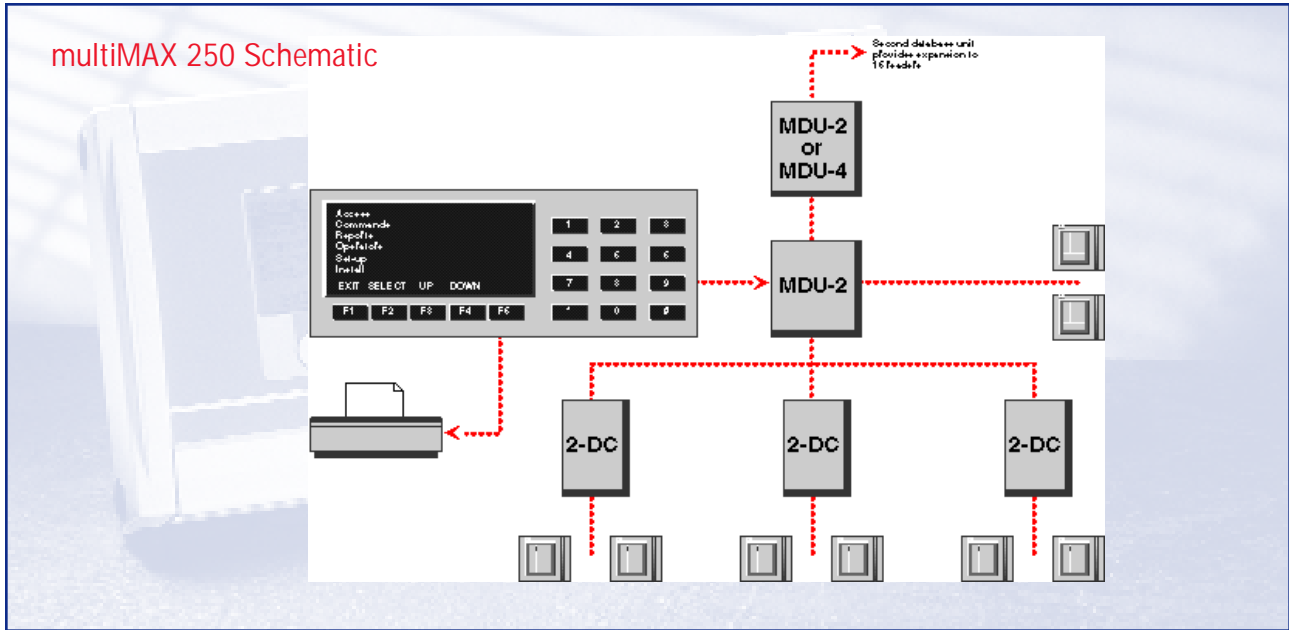 multiMAX 250 Schematic
Second database unit
provides expansion to
16 readers
MDU-2
or
MDU-4
Access
Commands
Reports
Operators
Set-up
Install
EXIT SELECT UP DOWN
F1 F2 F3 F4 F5
1 2 3
4 5 6
7 8 9
* 0 #
MDU-2
2-DC
2-DC
2-DC